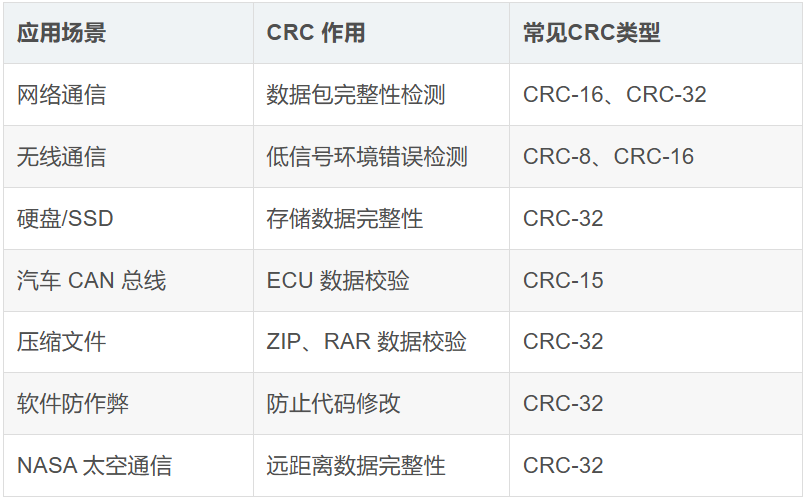 应用场景 CRC 作用 常见CRC类型
网络通信 数据包完整性检测 CRC-16、CRC-32
无线通信 低信号环境错误检测 CRC-8、CRC-16
硬盘/SSD 存储数据完整性 CRC-32
汽车 CAN 总线 ECU 数据校验 CRC-15
压缩文件 ZIP、RAR 数据校验 CRC-32
软件防作弊 防止代码修改 CRC-32
NASA 太空通信 远距离数据完整性 CRC-32